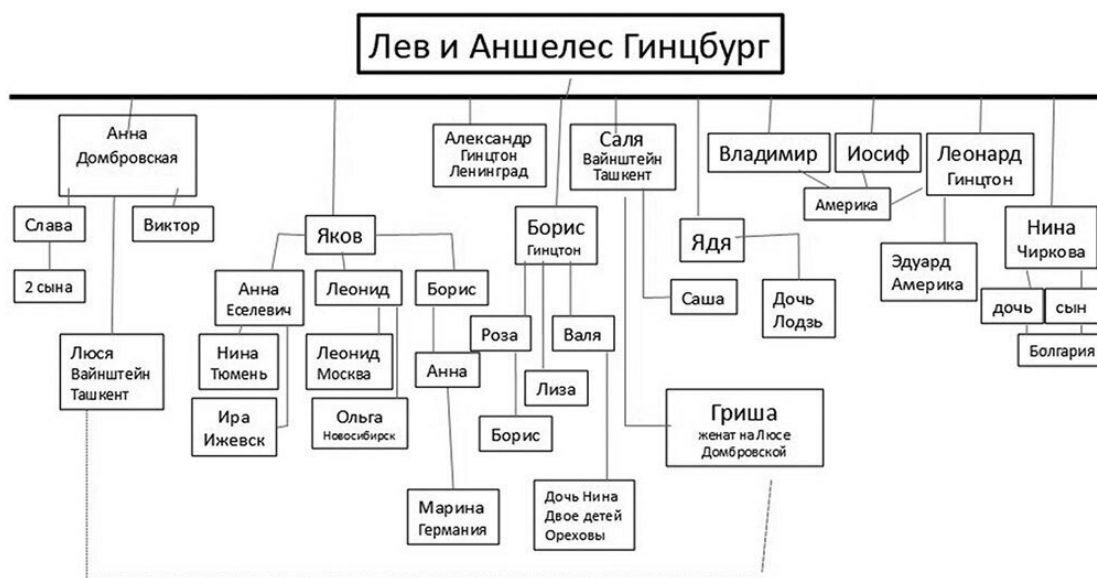 Лев и Аншелес Гинцбург
Анна
Домбровская
Александр
Гинцтон
Ленинград
Саля
Вайнштейн
Ташкент
Владимир
Иосиф
Леонард
Гинцтон
Америка
Слава
Виктор
Яков
Борис
Гинцтон
Ядя
Нина
Чиркова
2 сына
Анна
Еселевич
Леонид
Борис
Саша
Дочь
Лодзь
Эдуард
Америка
дочь
сын
Болгария
Люся
Вайнштейн
Ташкент
Нина
Тюмень
Леонид
Москва
Анна
Роза
Валя
Лиза
Ира
Ижевск
Ольга
Новосибирск
Борис
Гриша
женат на Люсе
Домбровской
Марина
Германия
Дочь Нина
Двое детей
Ореховы